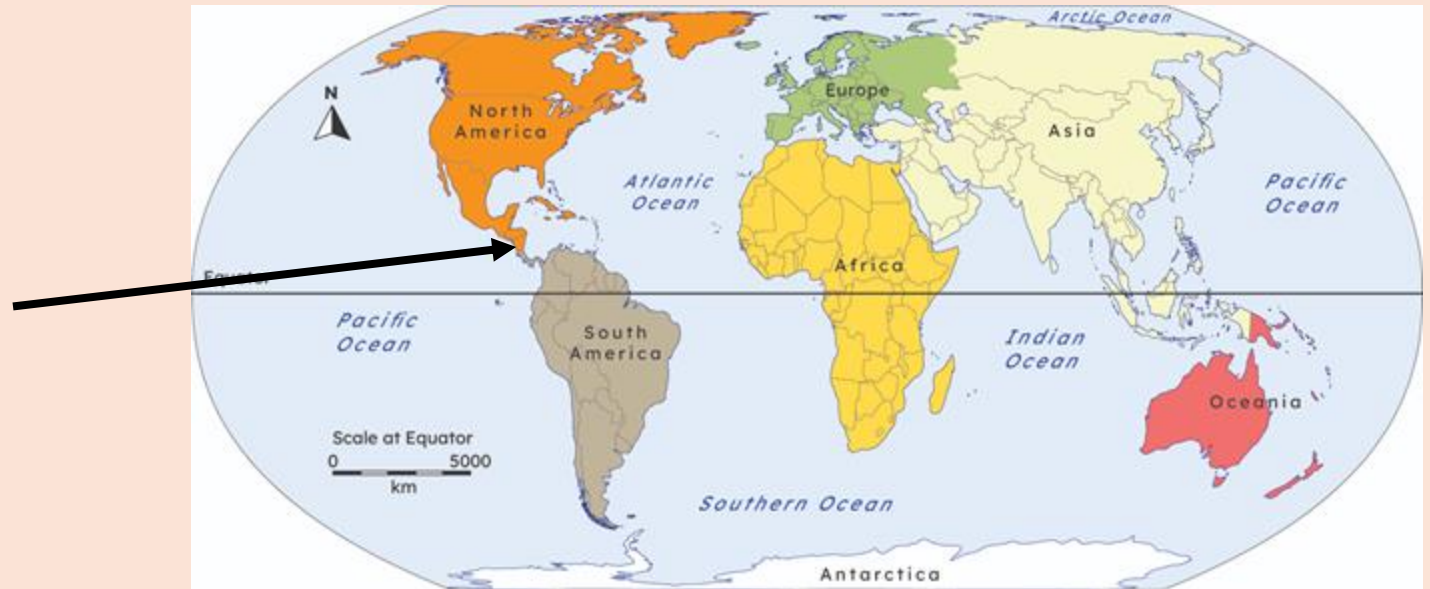 Arctic Ocean
N
North
America
Europe
Asia
Atlantic
Ocean
Pacific
Ocean
Africa
Equator
Pacific
Ocean
South
America
Indian
Ocean
Oceania
Scale at Equator
0 5000
km
Southern Ocean
Antarctica